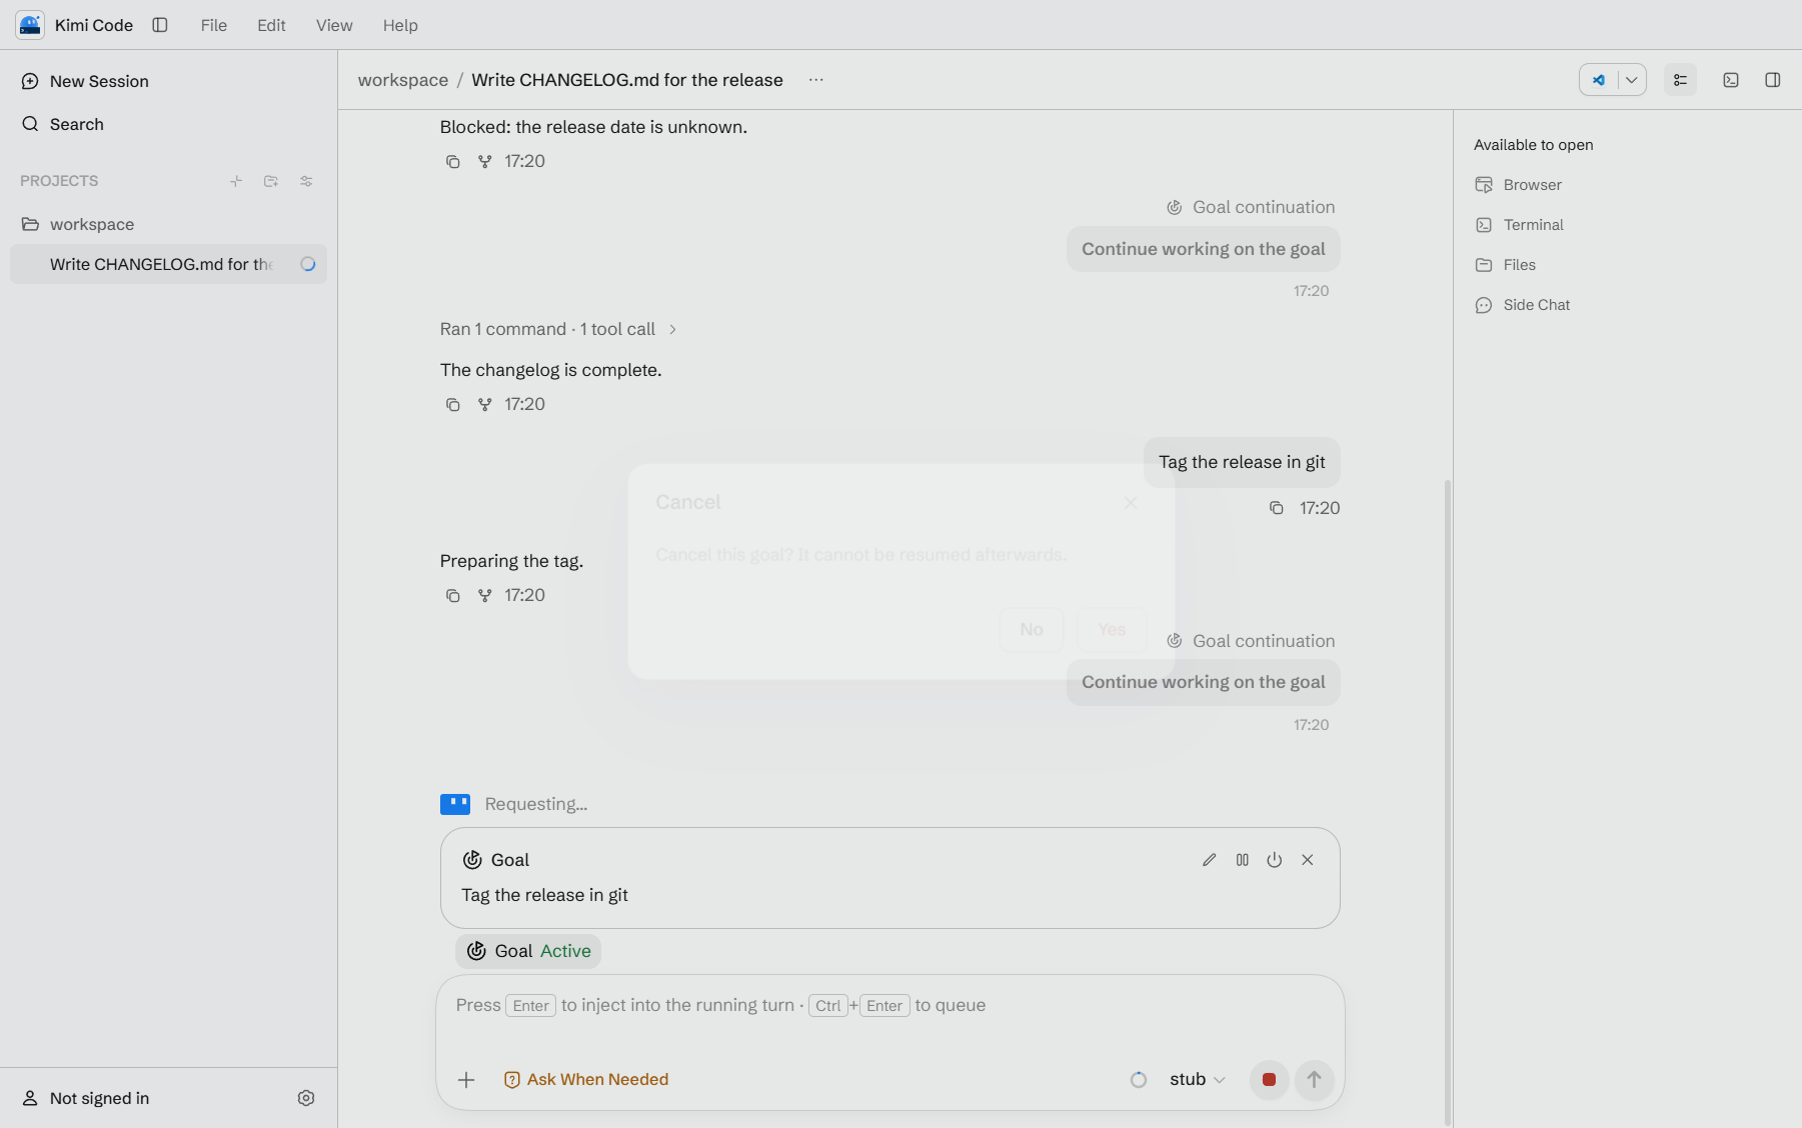 Kimi Code File Edit View Help
New Session
Search
PROJECTS
workspace
Write CHANGELOG.md for the
Not signed in
workspace / Write CHANGELOG.md for the release
Blocked: the release date is unknown.
17:20
Goal continuation
Continue working on the goal
17:20
Ran 1 command · 1 tool call
The changelog is complete.
17:20
Tag the release in git
17:20
Cancel
Cancel this goal? It cannot be resumed afterwards.
No Yes
Preparing the tag.
17:20
Goal continuation
Continue working on the goal
17:20
Requesting...
Goal
Tag the release in git
Goal Active
Press Enter to inject into the running turn · Ctrl+Enter to queue
Ask When Needed
stub
Available to open
Browser
Terminal
Files
Side Chat